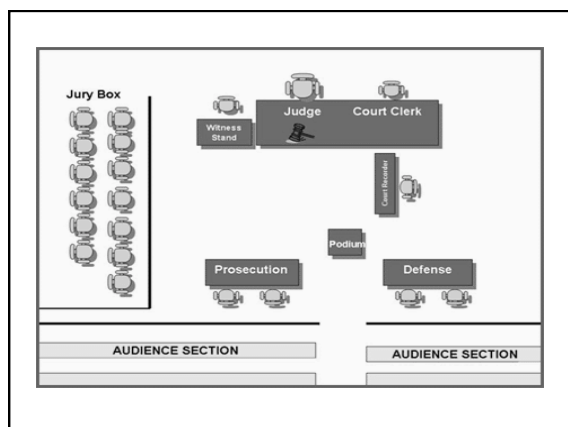 Jury Box
Judge
Court Clerk
Witness
Stand
Court Recorder
Podium
Prosecution
Defense
AUDIENCE SECTION
AUDIENCE SECTION